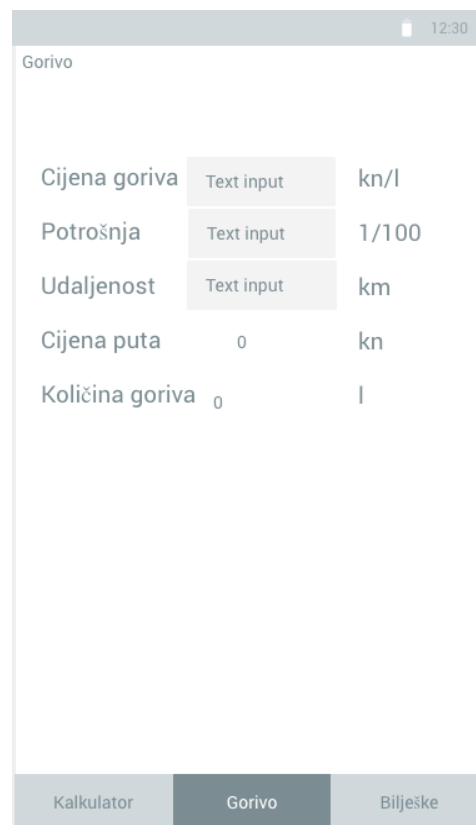 12:30
Gorivo
Cijena goriva Text input kn/l
Potrošnja Text input 1/100
Udaljenost Text input km
Cijena puta 0 kn
Količina goriva 0 l
Kalkulator Gorivo Bilješke